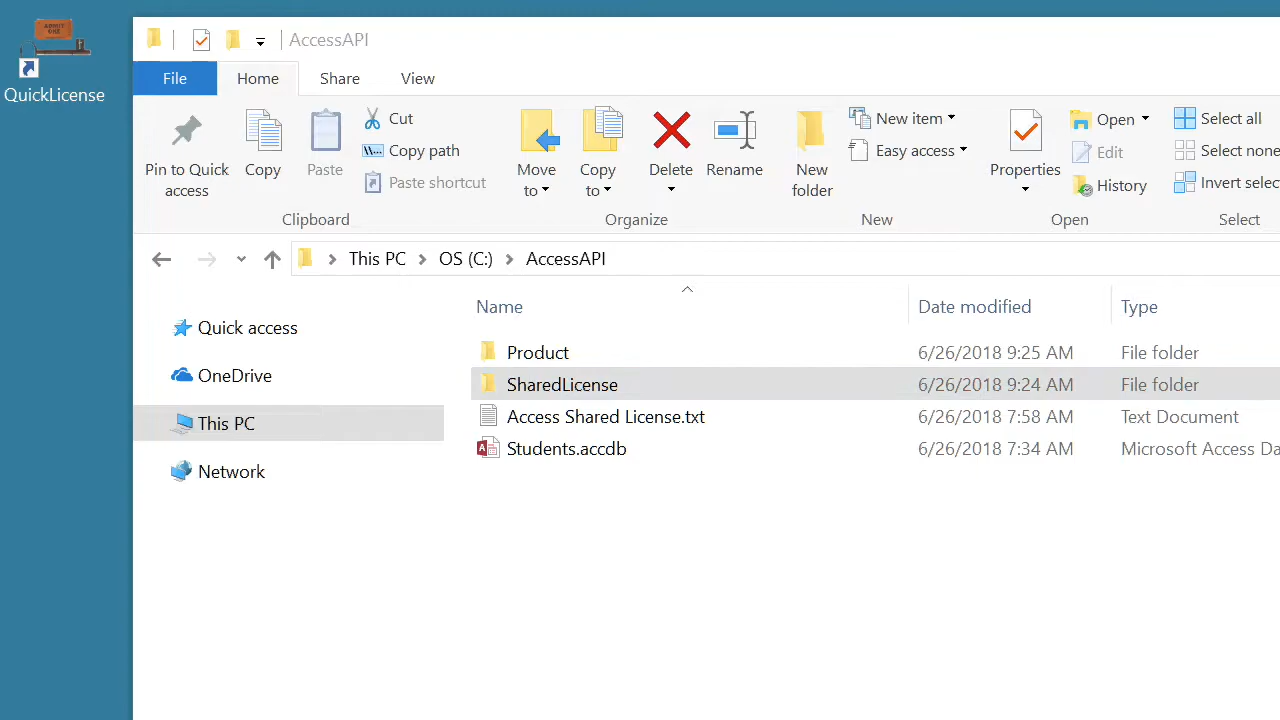 ADMIT
ONE
QuickLicense
AccessAPI
File Home Share View
Pin to Quick access
Copy
Paste
Cut
Copy path
Paste shortcut
Clipboard
Move to
Copy to
Delete
Rename
Organize
New folder
New item
Easy access
New
Properties
Open
Edit
History
Open
Select all
Select none
Invert selec
Select
This PC OS (C:) AccessAPI
Quick access
OneDrive
This PC
Network
Name Date modified Type
Product 6/26/2018 9:25 AM File folder
SharedLicense 6/26/2018 9:24 AM File folder
Access Shared License.txt 6/26/2018 7:58 AM Text Document
Students.accdb 6/26/2018 7:34 AM Microsoft Access Da